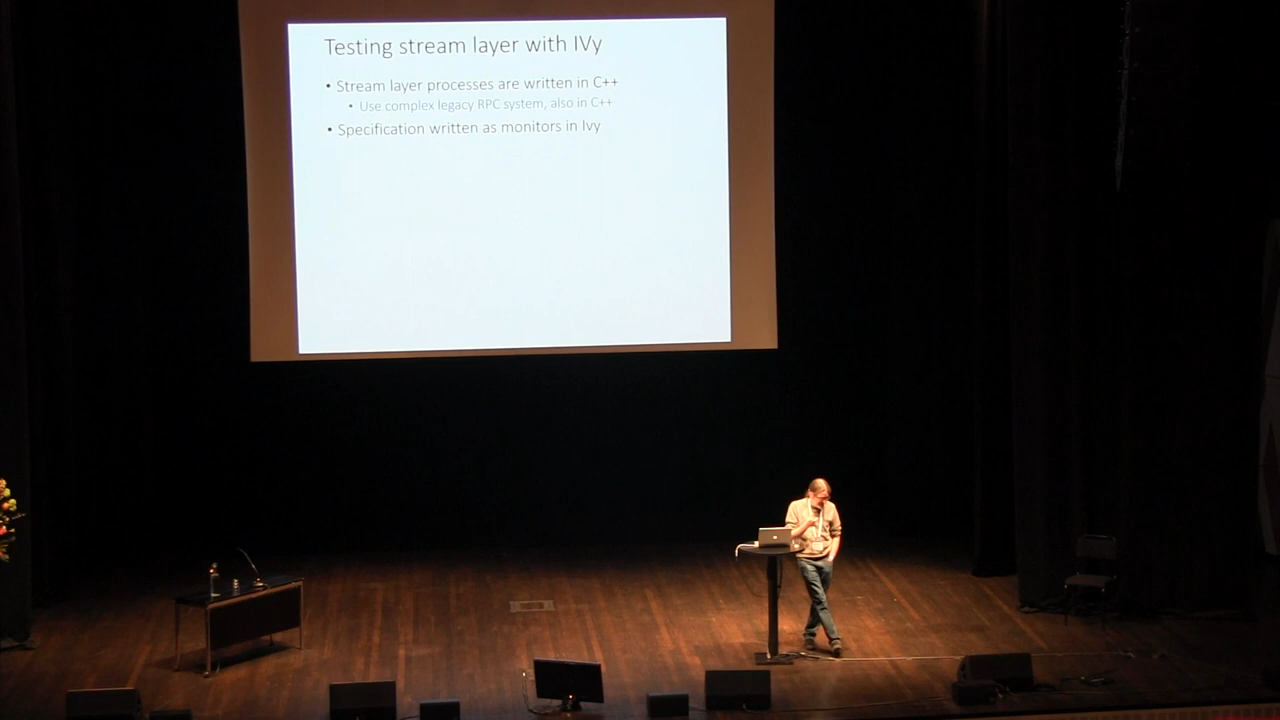 Testing stream layer with IVy
• Stream layer processes are written in C++
• Use complex legacy RPC system, also in C++
• Specification written as monitors in Ivy